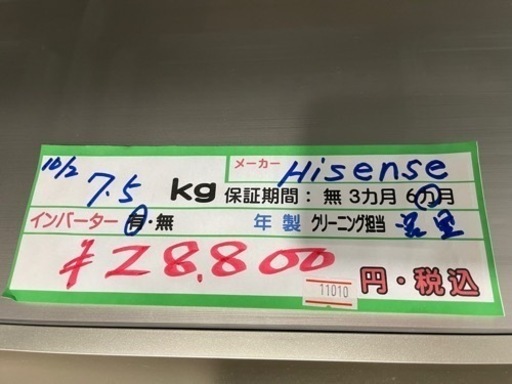 10/2
メーカー Hisense
7.5 kg 保証期間：無 3カ月 6カ月
インバーター 有・無 年製 クリーニング担当
¥28,800 円・税込
11010